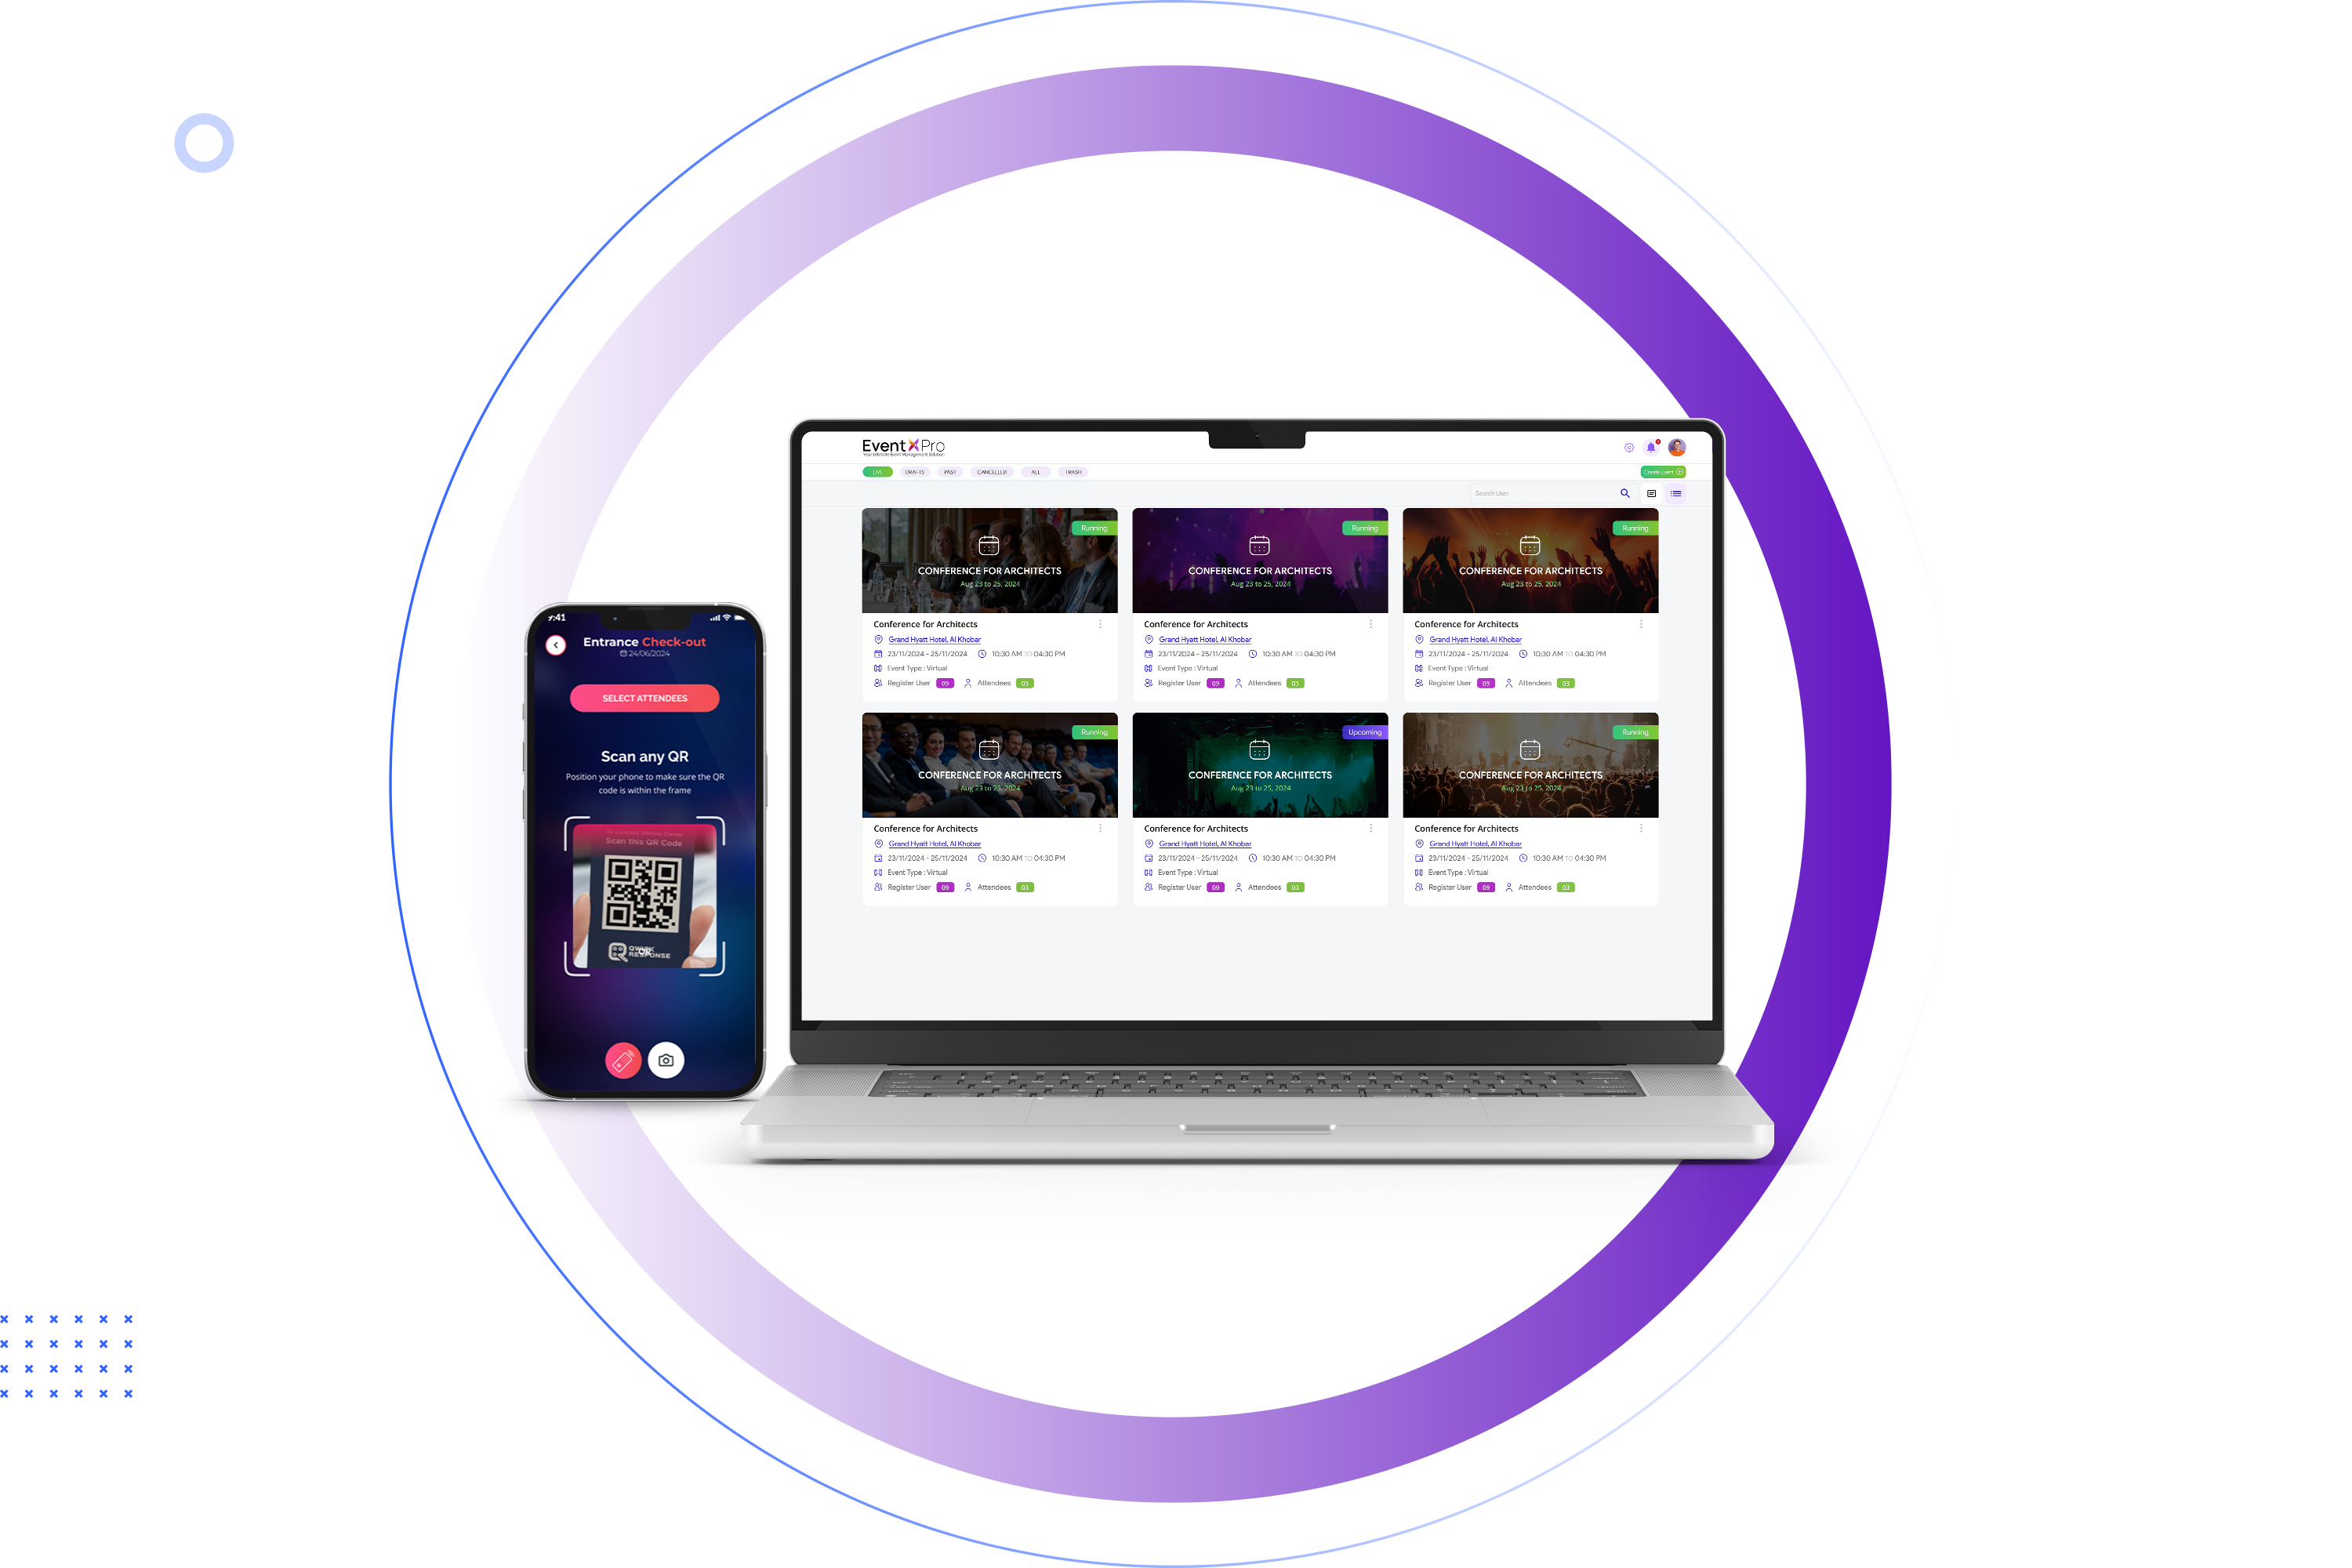 9:41
Entrance Check-out
24/06/2024
SELECT ATTENDEES
Scan any QR
Position your phone to make sure the QR
code is within the frame
Scan this QR Code
QR
RESPONSE
EventXPro
Your Ultimate Event Management Solution
LIVE DRAFTS PAST CANCELLED ALL TRASH
Create Event
Search User
Running
CONFERENCE FOR ARCHITECTS
Aug 23 to 25, 2024
Conference for Architects
Grand Hyatt Hotel, Al Khobar
23/11/2024 - 25/11/2024 10:30 AM TO 04:30 PM
Event Type : Virtual
Register User 09 Attendees 03
Running
CONFERENCE FOR ARCHITECTS
Aug 23 to 25, 2024
Conference for Architects
Grand Hyatt Hotel, Al Khobar
23/11/2024 - 25/11/2024 10:30 AM TO 04:30 PM
Event Type : Virtual
Register User 09 Attendees 03
Running
CONFERENCE FOR ARCHITECTS
Aug 23 to 25, 2024
Conference for Architects
Grand Hyatt Hotel, Al Khobar
23/11/2024 - 25/11/2024 10:30 AM TO 04:30 PM
Event Type : Virtual
Register User 09 Attendees 03
Running
CONFERENCE FOR ARCHITECTS
Aug 23 to 25, 2024
Conference for Architects
Grand Hyatt Hotel, Al Khobar
23/11/2024 - 25/11/2024 10:30 AM TO 04:30 PM
Event Type : Virtual
Register User 09 Attendees 03
Upcoming
CONFERENCE FOR ARCHITECTS
Aug 23 to 25, 2024
Conference for Architects
Grand Hyatt Hotel, Al Khobar
23/11/2024 - 25/11/2024 10:30 AM TO 04:30 PM
Event Type : Virtual
Register User 09 Attendees 03
Running
CONFERENCE FOR ARCHITECTS
Aug 23 to 25, 2024
Conference for Architects
Grand Hyatt Hotel, Al Khobar
23/11/2024 - 25/11/2024 10:30 AM TO 04:30 PM
Event Type : Virtual
Register User 09 Attendees 03